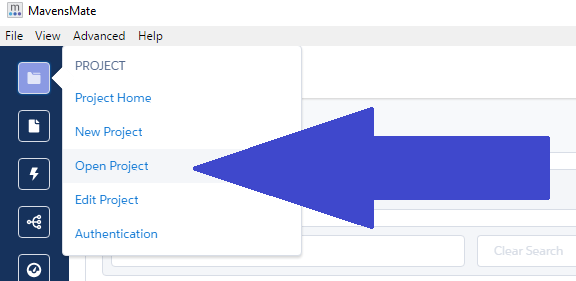 MavensMate
File View Advanced Help
PROJECT
Project Home
New Project
Open Project
Edit Project
Authentication
Clear Search